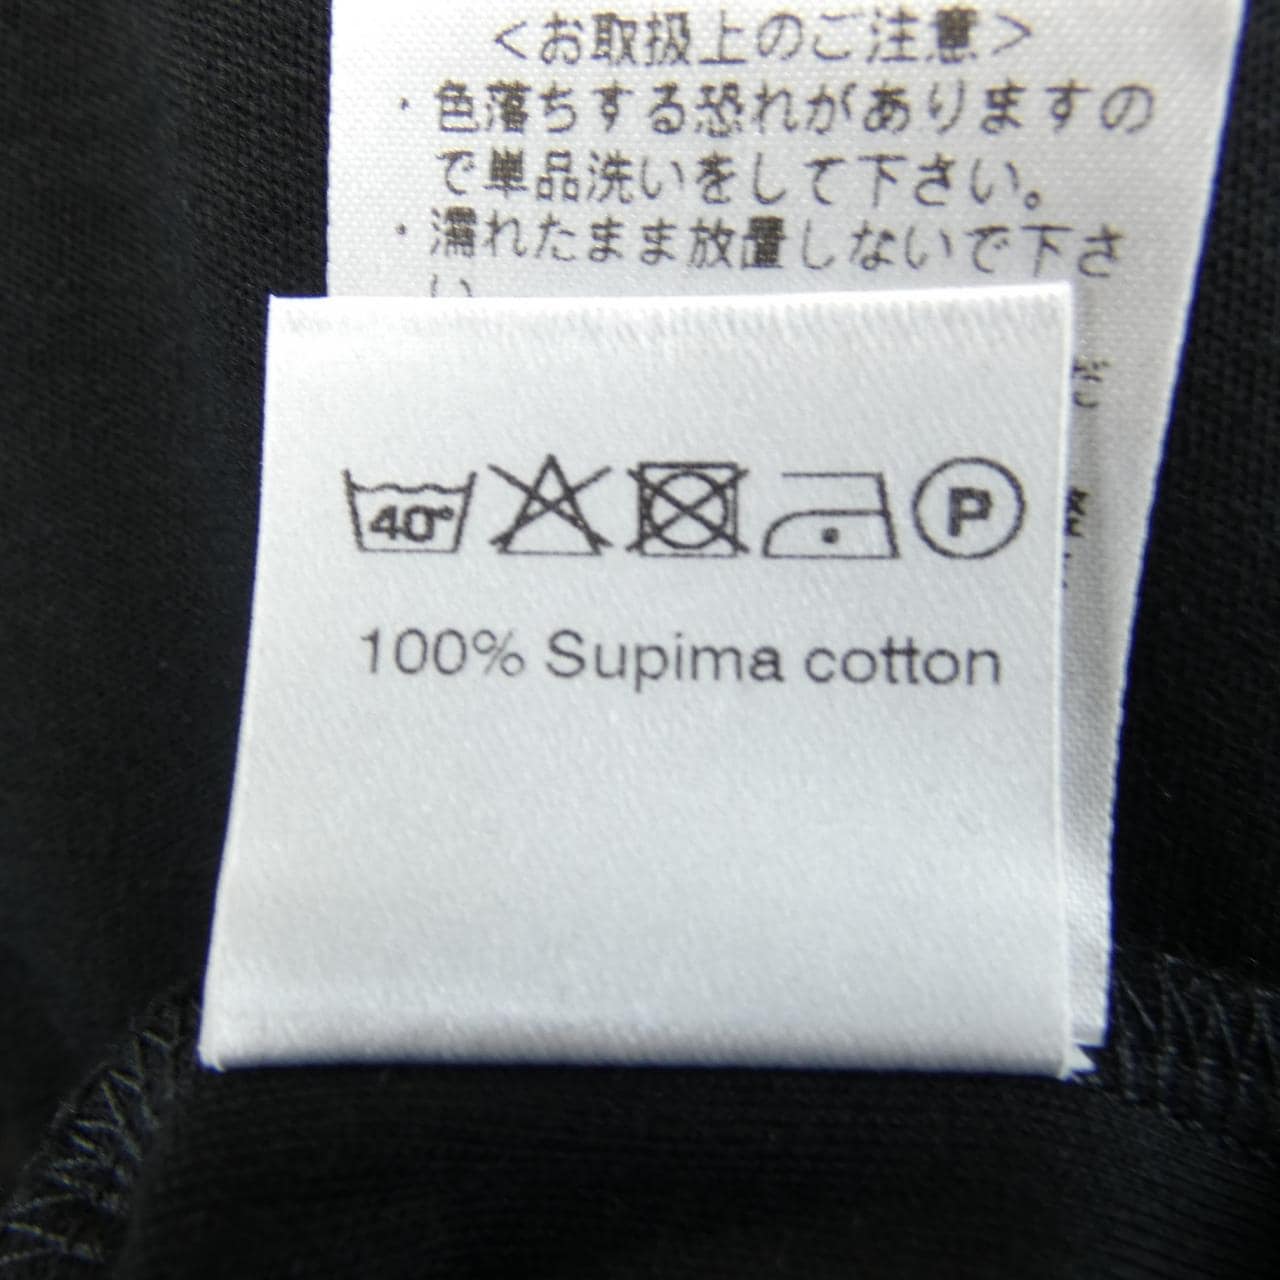 <お取扱上のご注意>
・色落ちする恐れがありますの
で単品洗いをして下さい。
・濡れたまま放置しないで下さ
い
40°
P
100% Supima cotton